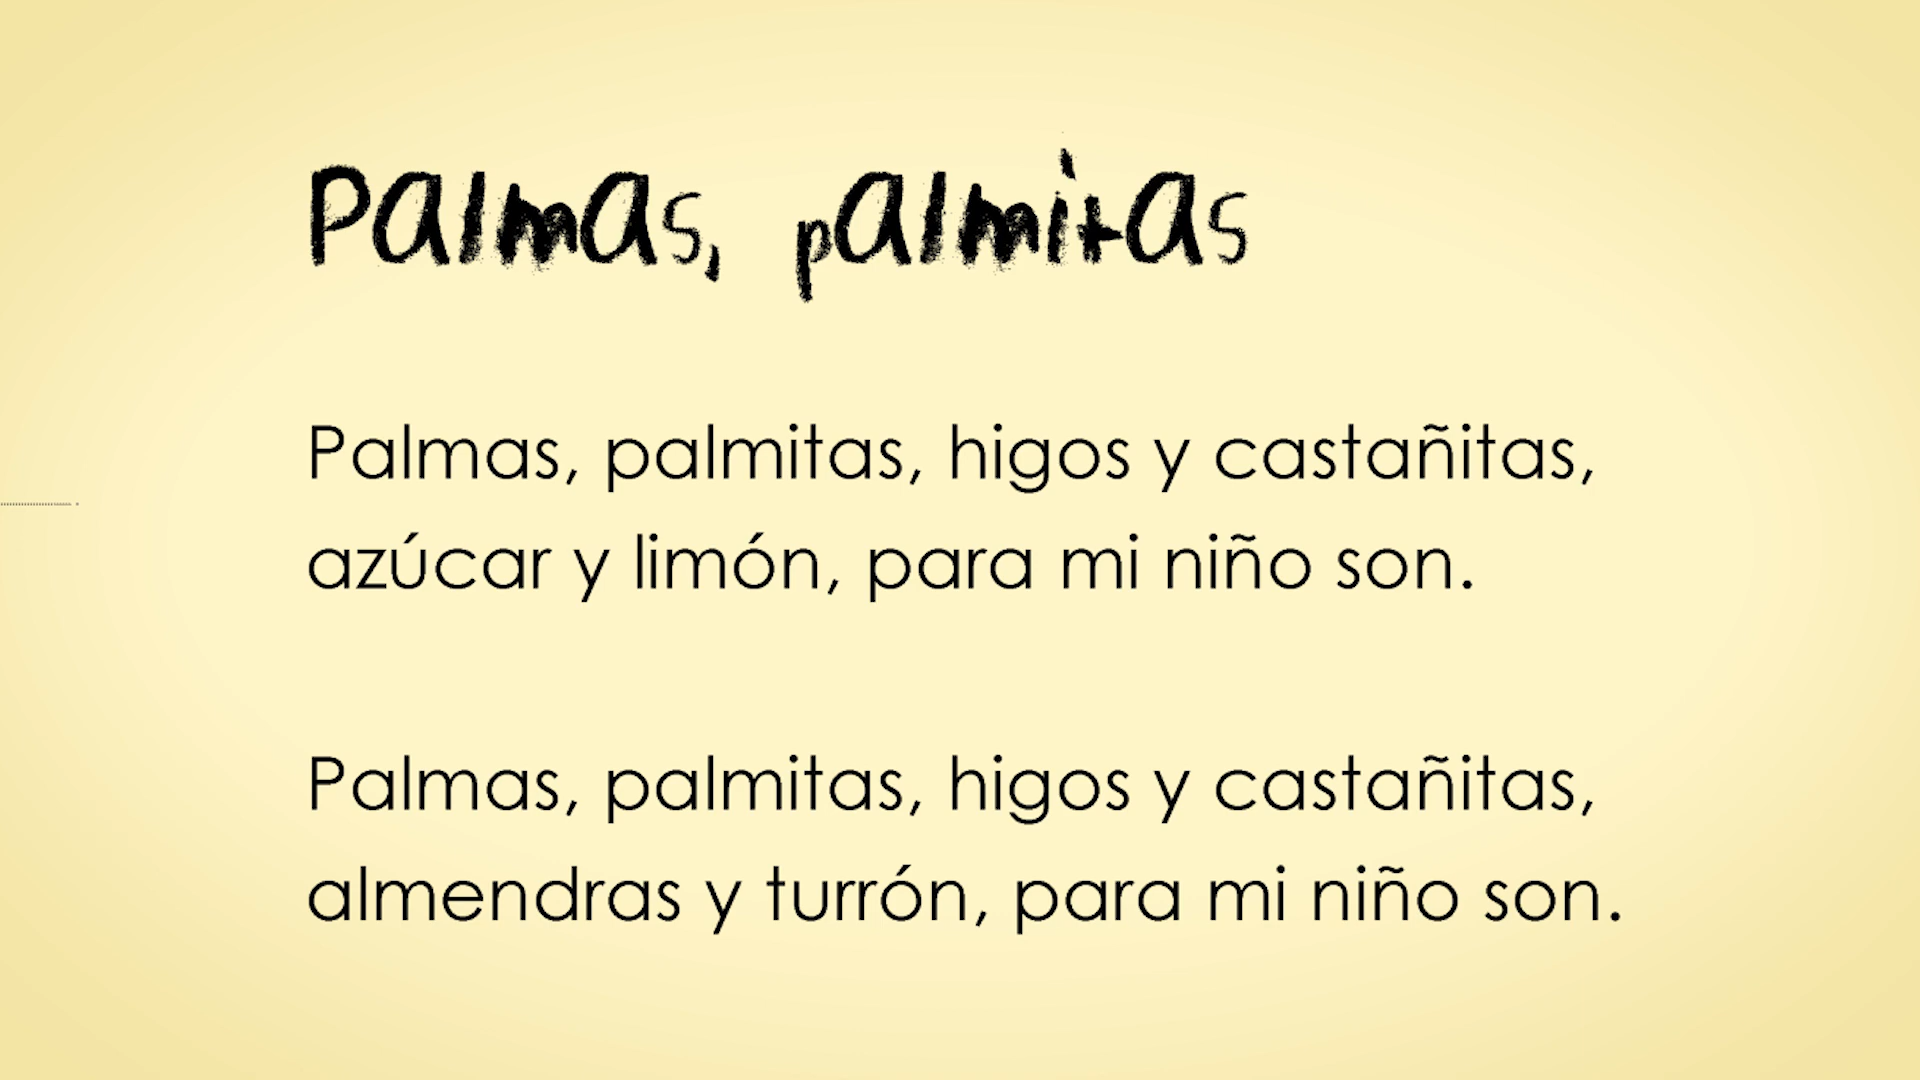 Palmas, palmitas
Palmas, palmitas, higos y castañitas,
azúcar y limón, para mi niño son.
Palmas, palmitas, higos y castañitas,
almendras y turrón, para mi niño son.